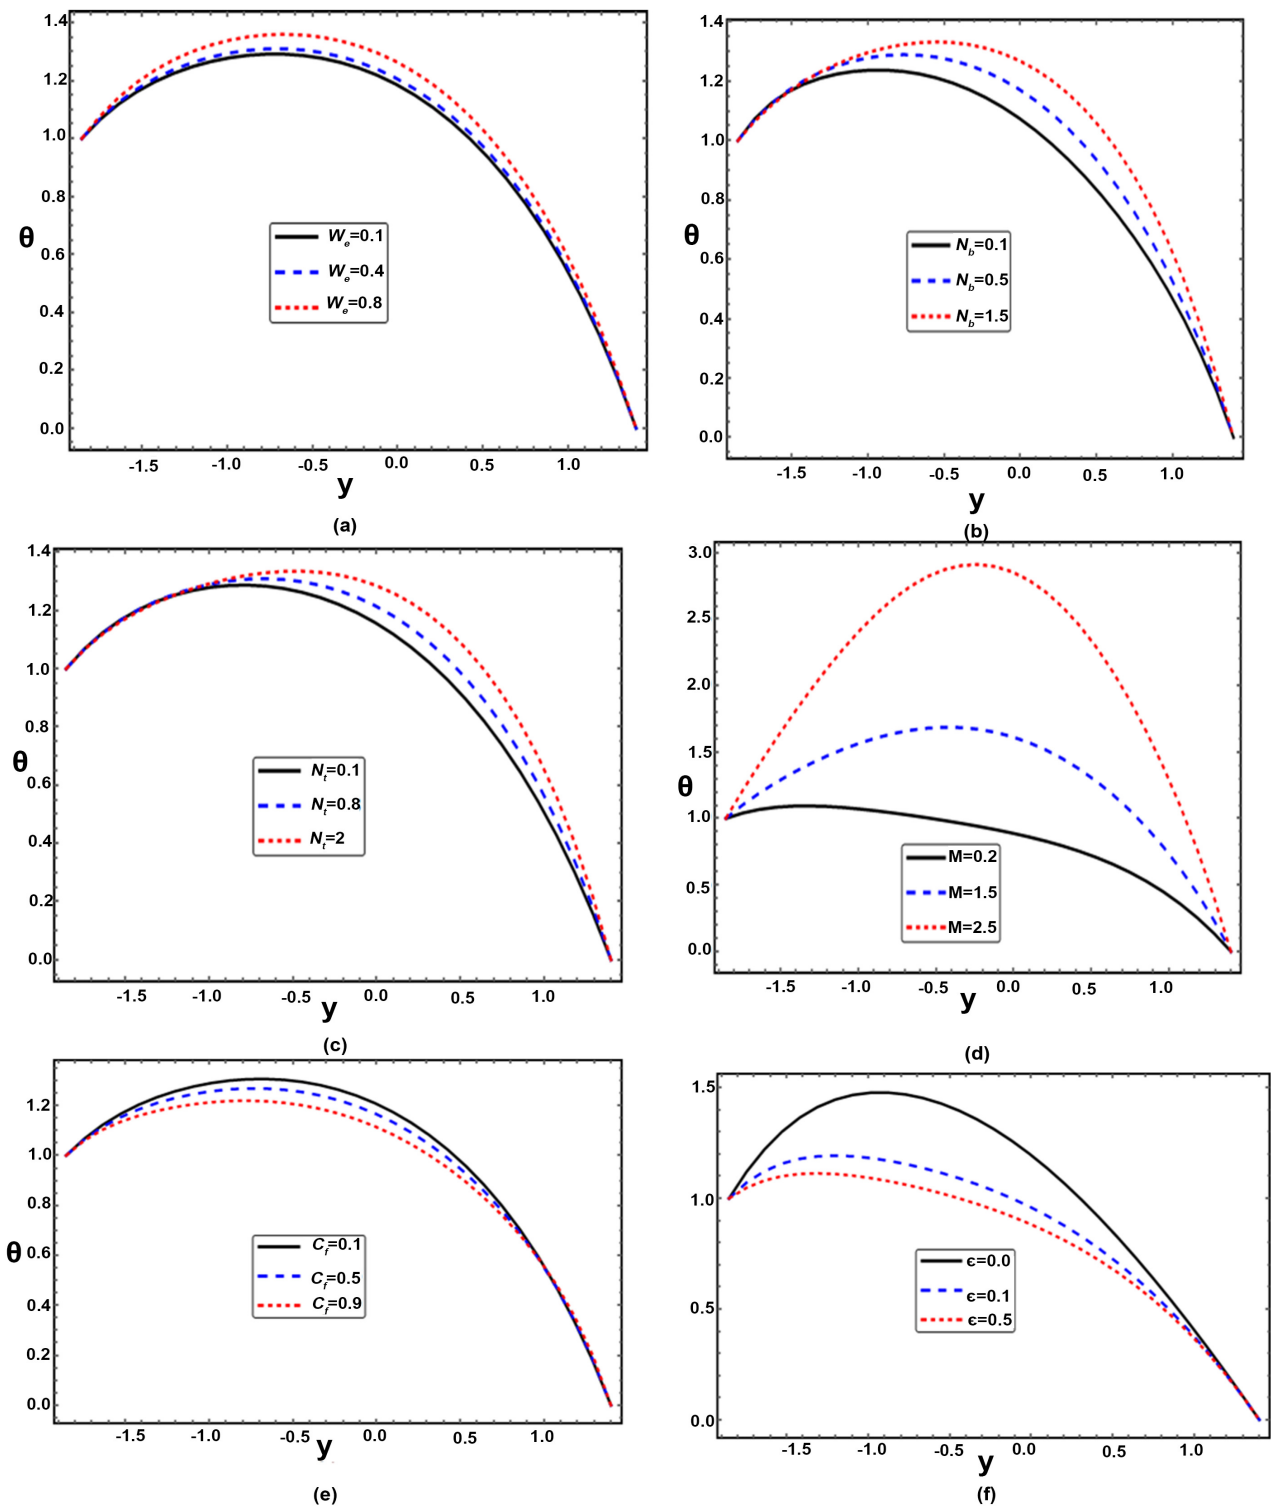 1.4
1.2
1.0
0.8
θ
0.6
0.4
0.2
0.0
We=0.1
We=0.4
We=0.8
-1.5 -1.0 -0.5 0.0 0.5 1.0
y
(a)
1.4
1.2
1.0
0.8
θ
0.6
0.4
0.2
0.0
Nb=0.1
Nb=0.5
Nb=1.5
-1.5 -1.0 -0.5 0.0 0.5 1.0
y
(b)
1.4
1.2
1.0
0.8
θ
0.6
0.4
0.2
0.0
Nt=0.1
Nt=0.8
Nt=2
-1.5 -1.0 -0.5 0.0 0.5 1.0
y
(c)
3.0
2.5
2.0
1.5
θ
1.0
0.5
0.0
M=0.2
M=1.5
M=2.5
-1.5 -1.0 -0.5 0.0 0.5 1.0
y
(d)
1.2
1.0
0.8
θ
0.6
0.4
0.2
0.0
Cf=0.1
Cf=0.5
Cf=0.9
-1.5 -1.0 -0.5 0.0 0.5 1.0
y
(e)
1.5
1.0
0.5
0.0
ϵ=0.0
ϵ=0.1
ϵ=0.5
-1.5 -1.0 -0.5 0.0 0.5 1.0
y
(f)